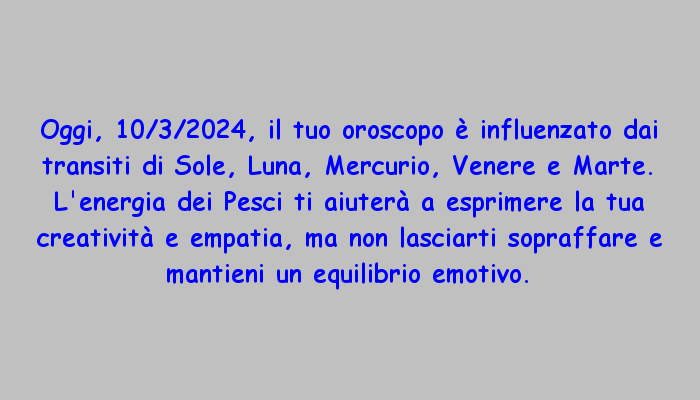 Oggi, 10/3/2024, il tuo oroscopo è influenzato dai
transiti di Sole, Luna, Mercurio, Venere e Marte.
L'energia dei Pesci ti aiuterà a esprimere la tua
creatività e empatia, ma non lasciarti sopraffare e
mantieni un equilibrio emotivo.